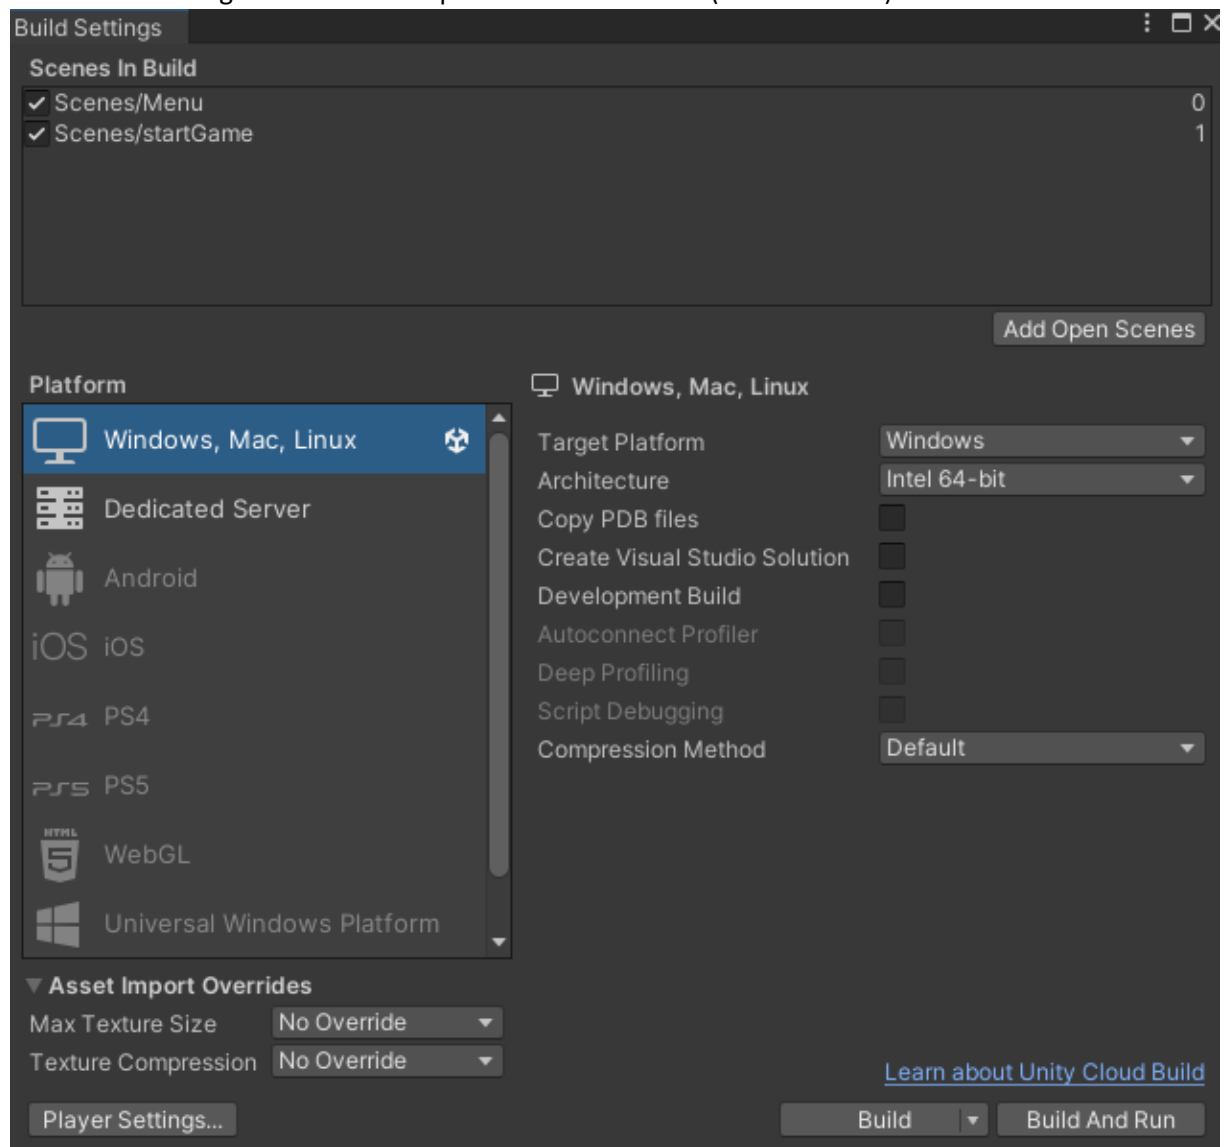 Build Settings
Scenes In Build
Scenes/Menu 0
Scenes/startGame 1
Add Open Scenes
Platform
Windows, Mac, Linux
Dedicated Server
Android
iOS iOS
PS4 PS4
PS5 PS5
HTML 5 WebGL
Universal Windows Platform
Windows, Mac, Linux
Target Platform Windows
Architecture Intel 64-bit
Copy PDB files
Create Visual Studio Solution
Development Build
Autoconnect Profiler
Deep Profiling
Script Debugging
Compression Method Default
Asset Import Overrides
Max Texture Size No Override
Texture Compression No Override
Learn about Unity Cloud Build
Player Settings...
Build
Build And Run